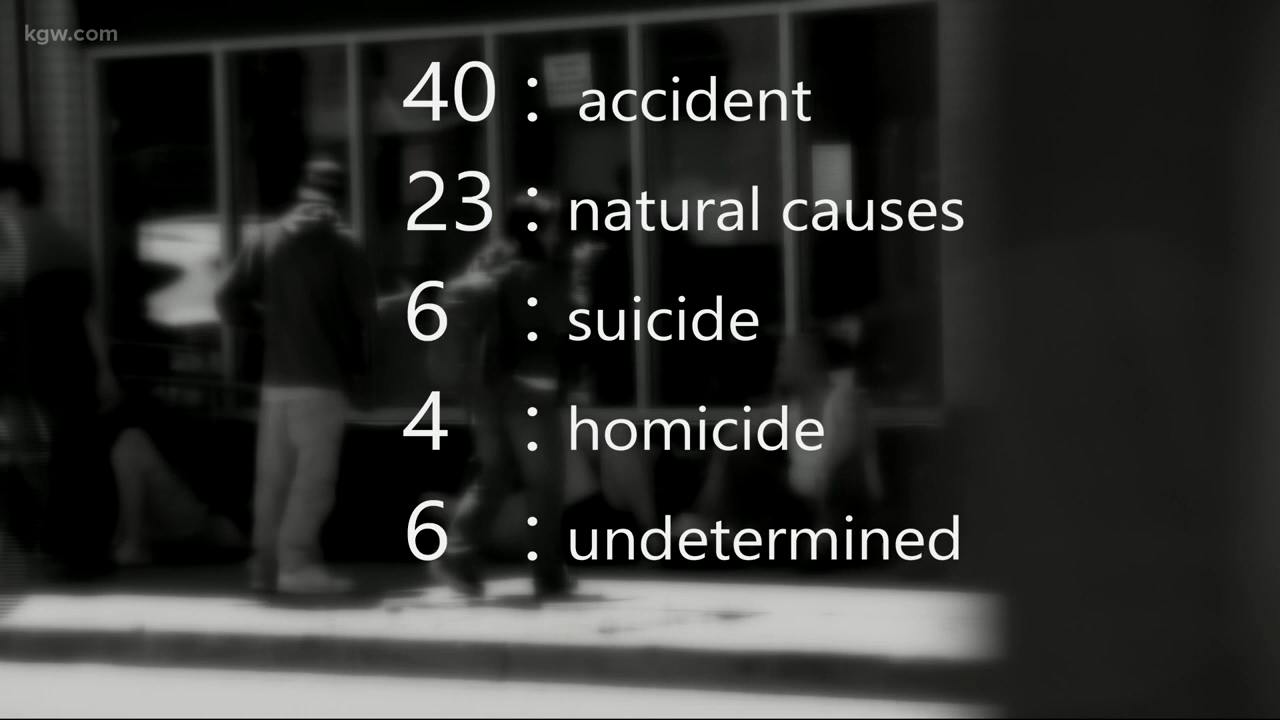 kgw.com
40 : accident
23 : natural causes
6 : suicide
4 : homicide
6 : undetermined